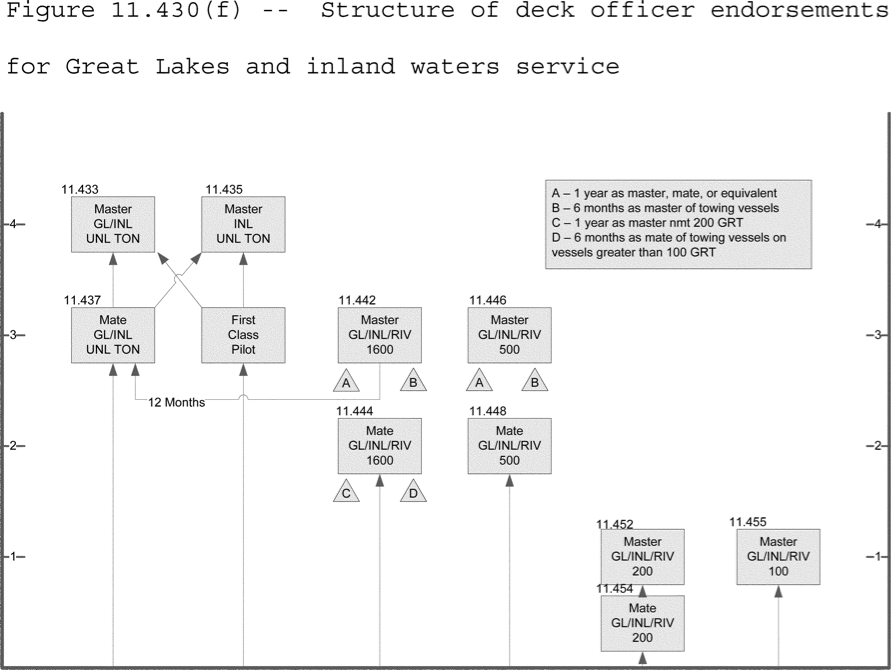 Figure 11.430(f) -- Structure of deck officer endorsements
for Great Lakes and inland waters service
11.433
Master
GL/INL
UNL TON
11.435
Master
INL
UNL TON
A – 1 year as master, mate, or equivalent
B – 6 months as master of towing vessels
C – 1 year as master nmt 200 GRT
D – 6 months as mate of towing vessels on
vessels greater than 100 GRT
4
4
11.437
Mate
GL/INL
UNL TON
First
Class
Pilot
11.442
Master
GL/INL/RIV
1600
11.446
Master
GL/INL/RIV
500
3
3
A
B
A
B
12 Months
11.444
Mate
GL/INL/RIV
1600
11.448
Mate
GL/INL/RIV
500
2
2
C
D
11.452
Master
GL/INL/RIV
200
11.455
Master
GL/INL/RIV
100
1
1
11.454
Mate
GL/INL/RIV
200